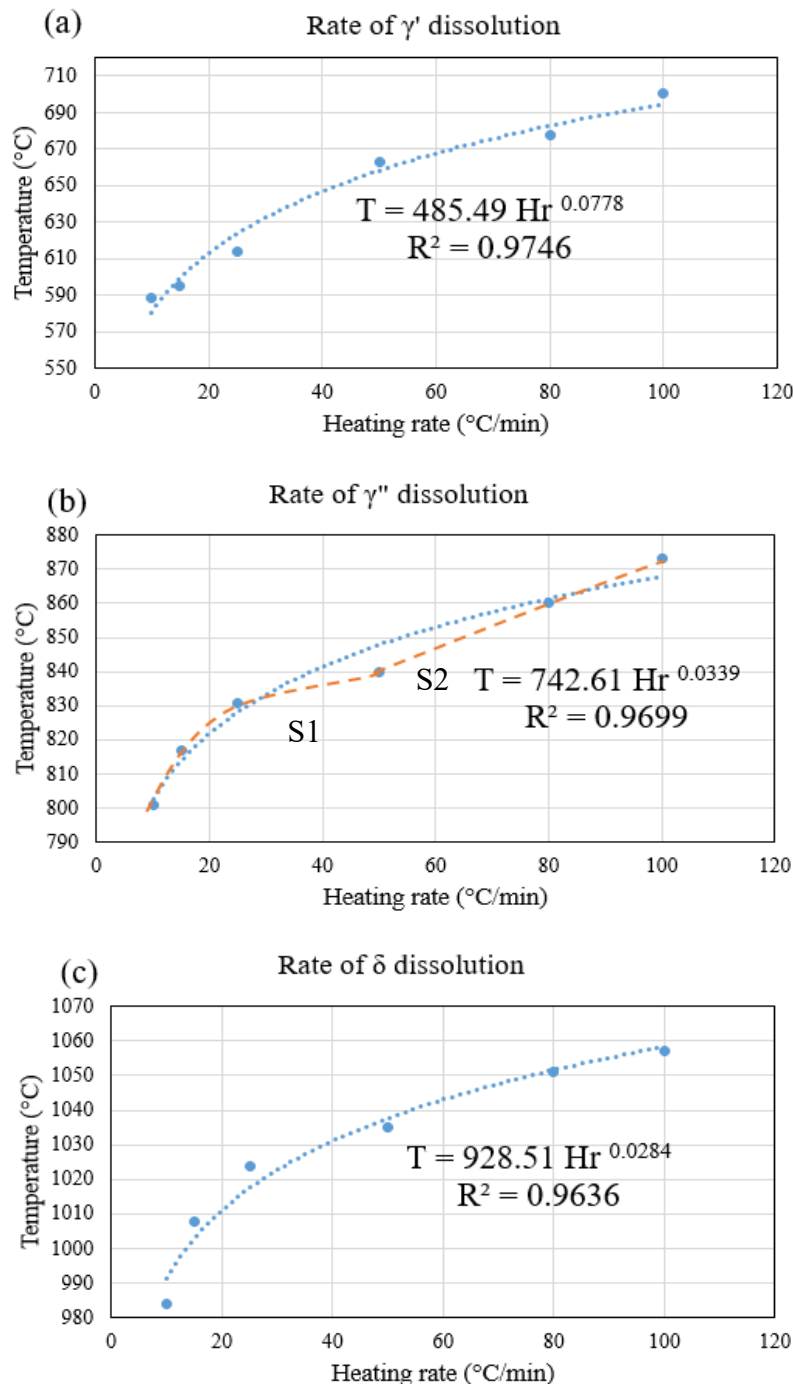 (a)
Rate of γ' dissolution
Temperature (°C)
710
690
670
650
630
610
590
570
550
T = 485.49 Hr 0.0778
R² = 0.9746
0 20 40 60 80 100 120
Heating rate (°C/min)
(b)
Rate of γ" dissolution
Temperature (°C)
880
870
860
850
840
830
820
810
800
790
S2 T = 742.61 Hr 0.0339
R² = 0.9699
S1
0 20 40 60 80 100 120
Heating rate (°C/min)
(c)
Rate of δ dissolution
Temperature (°C)
1070
1060
1050
1040
1030
1020
1010
1000
990
980
T = 928.51 Hr 0.0284
R² = 0.9636
0 20 40 60 80 100 120
Heating rate (°C/min)